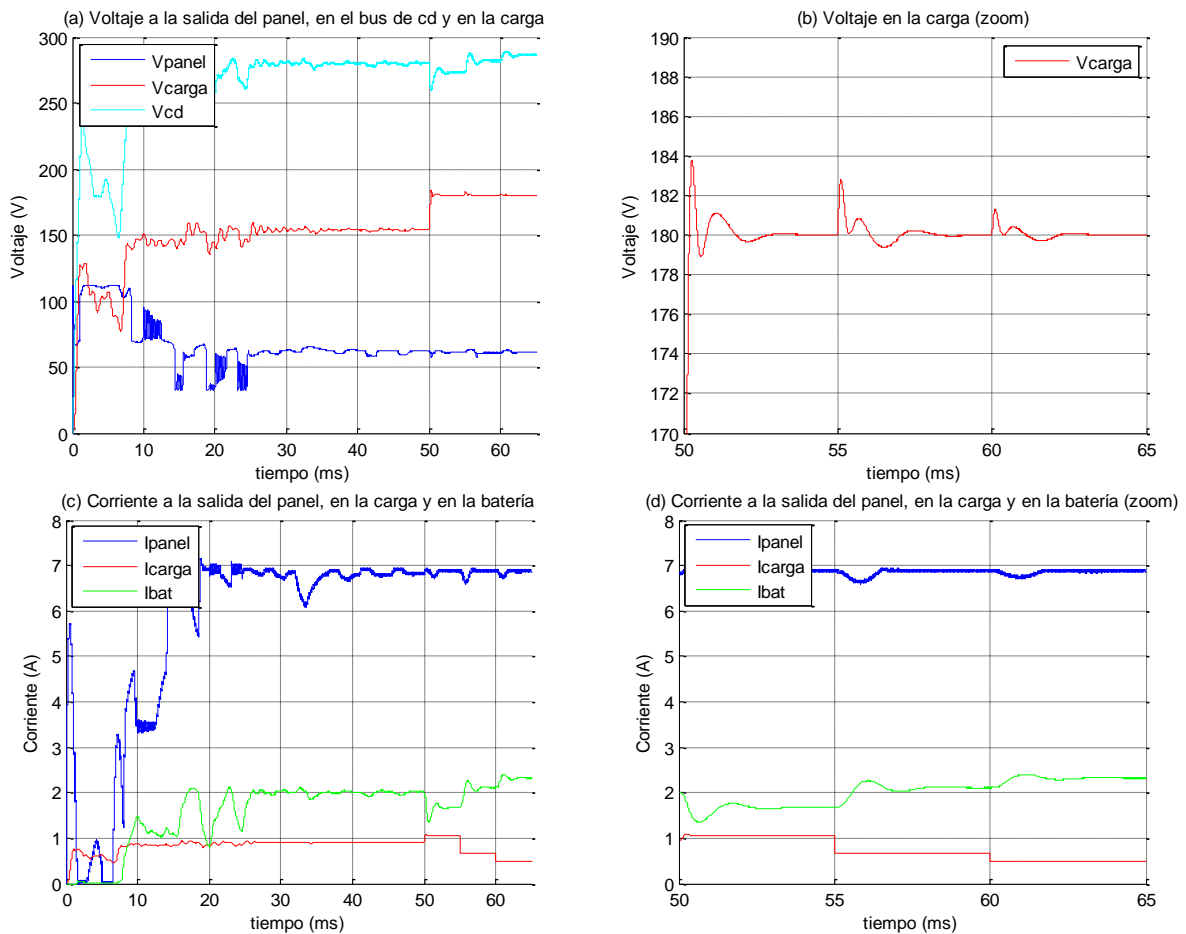 (a) Voltaje a la salida del panel, en el bus de cd y en la carga
300
250
200
150
100
50
0
Voltaje (V)
Vpanel
Vcarga
Vcd
0 10 20 30 40 50 60
tiempo (ms)
(b) Voltaje en la carga (zoom)
190
188
186
184
182
180
178
176
174
172
170
Voltaje (V)
Vcarga
50 55 60 65
tiempo (ms)
(c) Corriente a la salida del panel, en la carga y en la batería
8
7
6
5
4
3
2
1
0
Corriente (A)
Ipanel
Icarga
Ibat
0 10 20 30 40 50 60
tiempo (ms)
(d) Corriente a la salida del panel, en la carga y en la batería (zoom)
8
7
6
5
4
3
2
1
0
Corriente (A)
Ipanel
Icarga
Ibat
50 55 60 65
tiempo (ms)